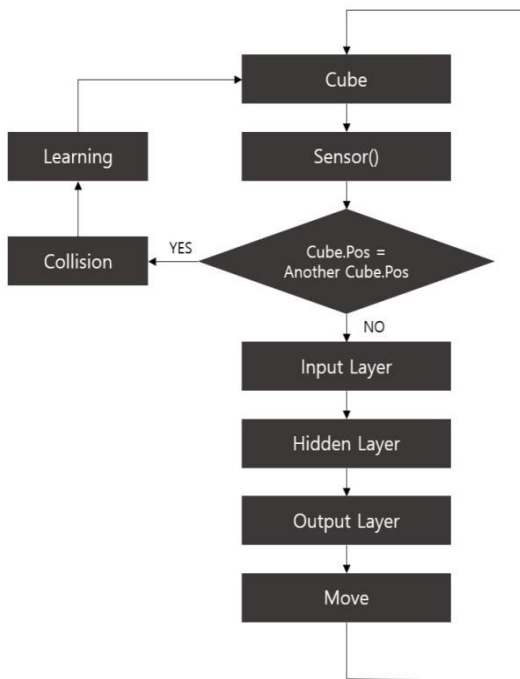 Cube
Learning
Sensor()
Collision
YES
Cube.Pos =
Another Cube.Pos
NO
Input Layer
Hidden Layer
Output Layer
Move